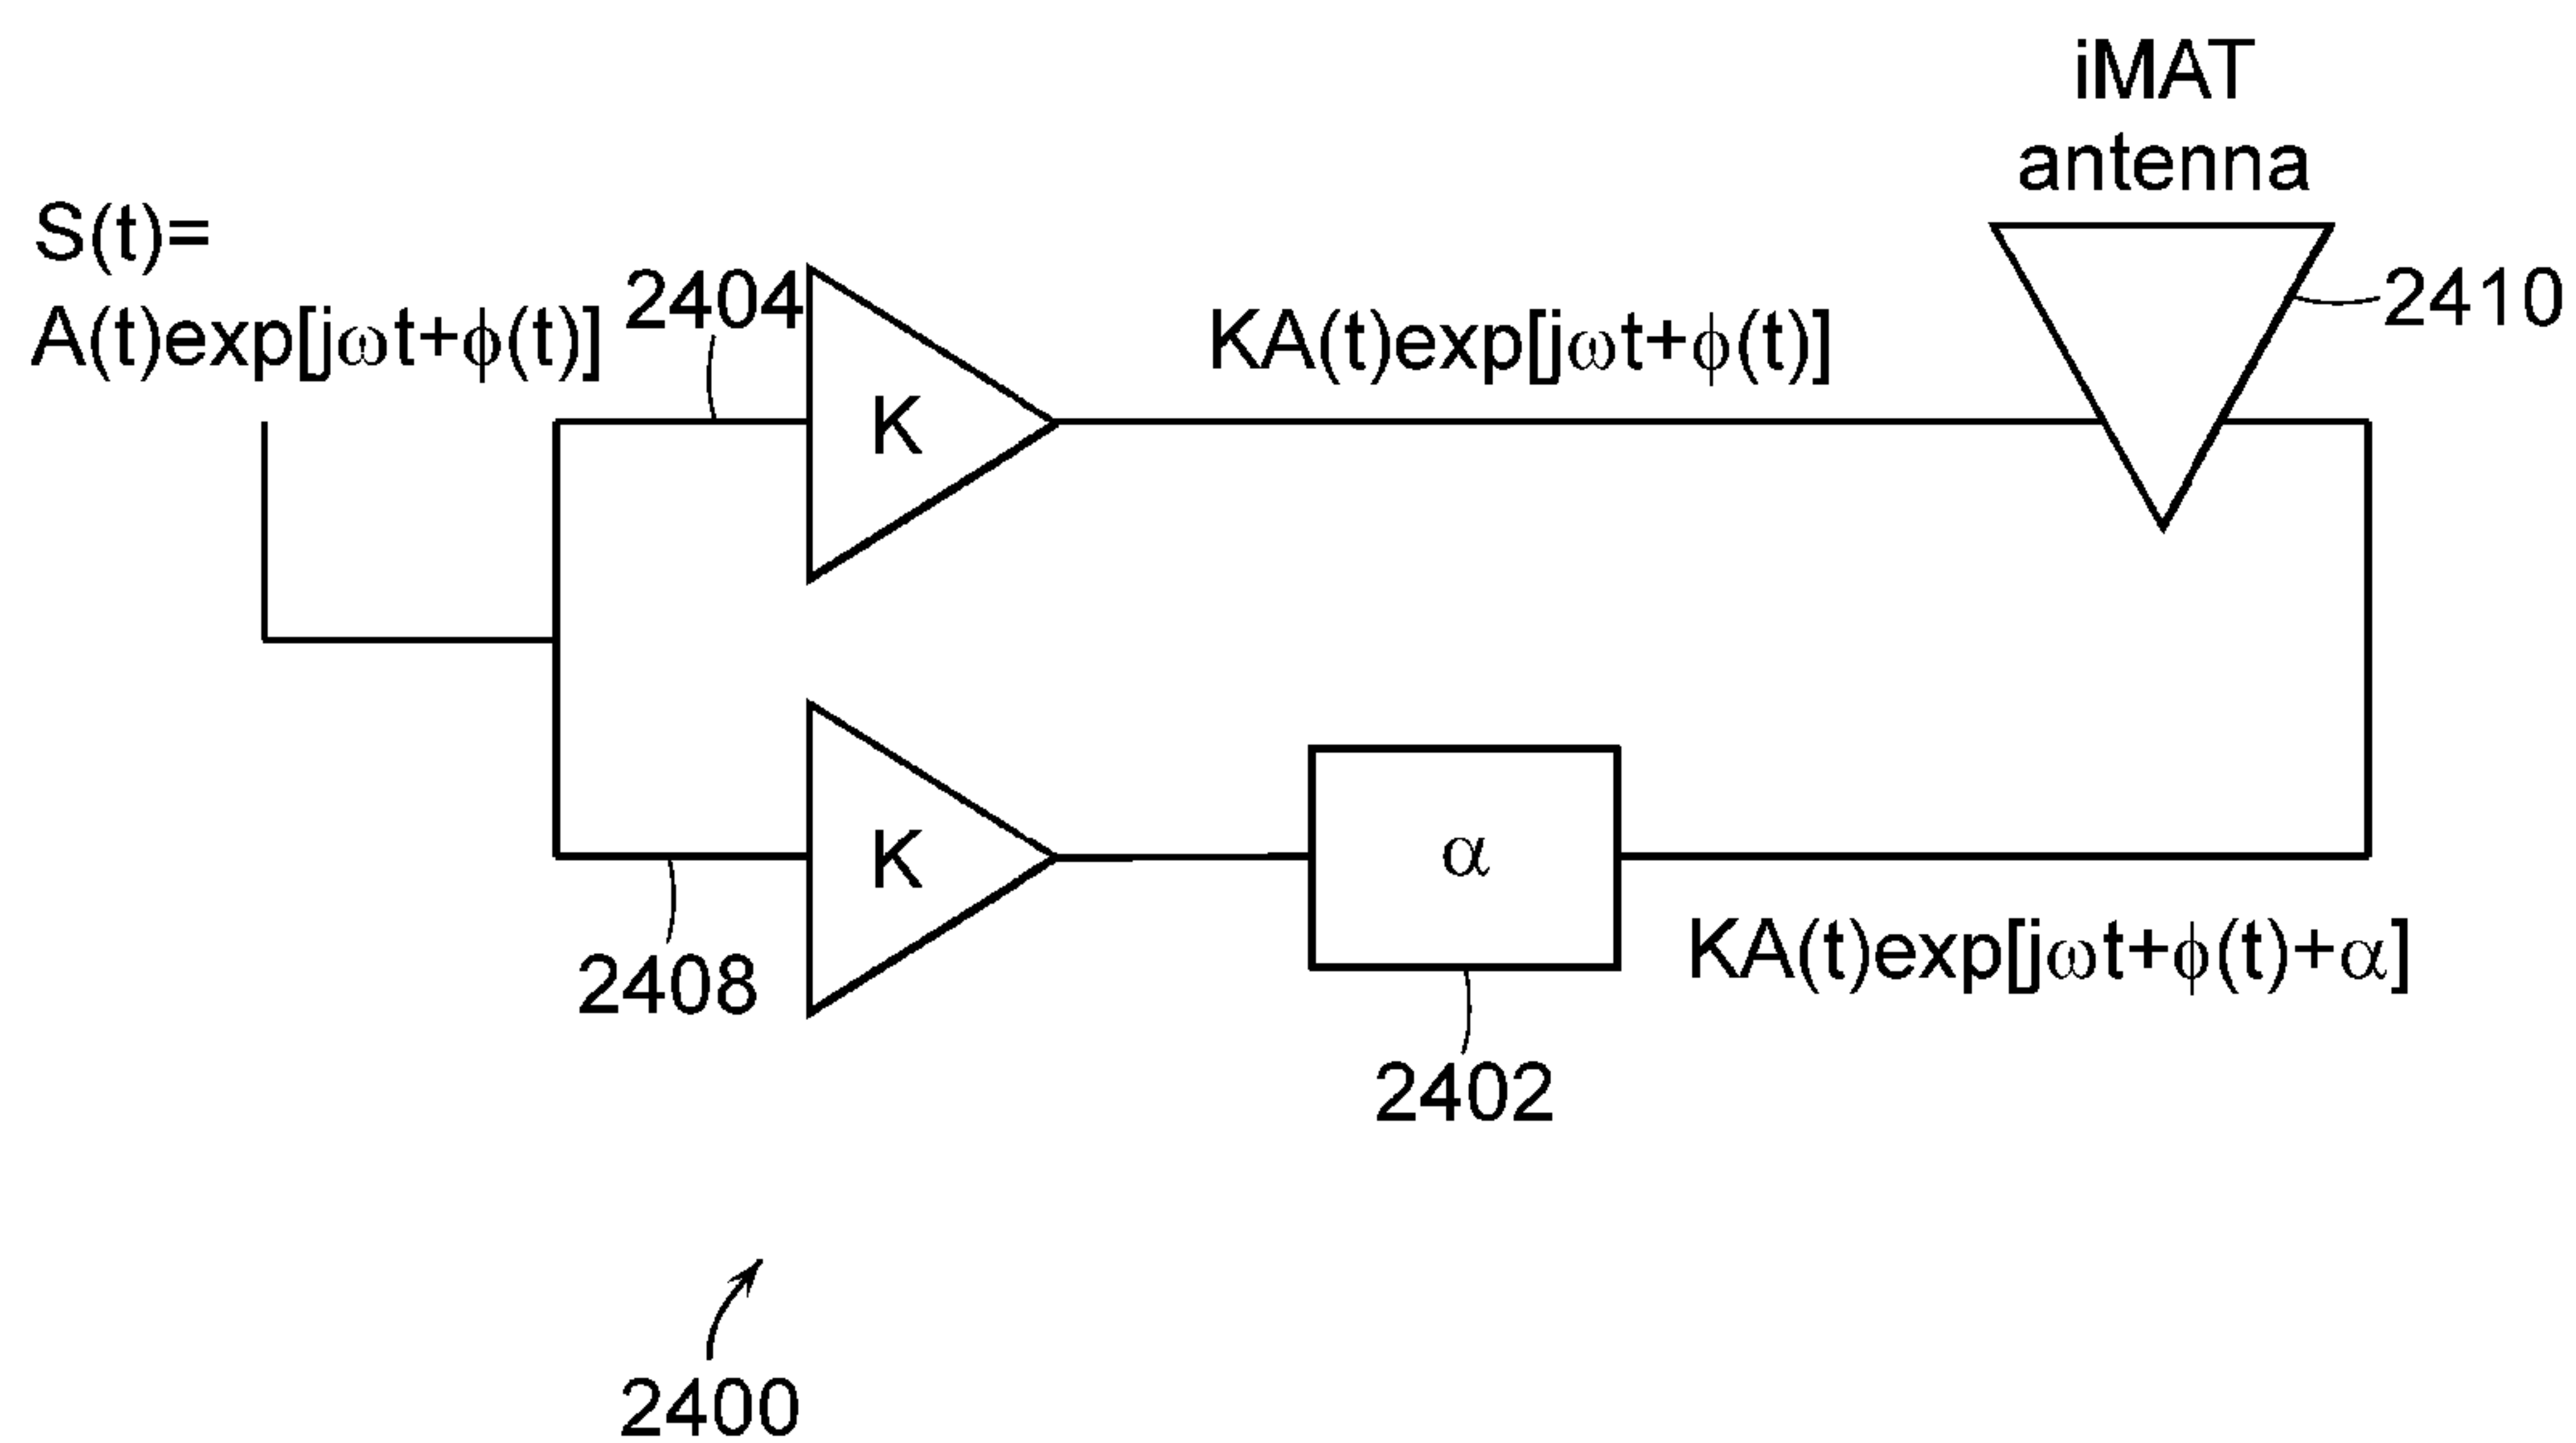 iMAT
antenna
S(t)=
A(t)exp[jωt+ϕ(t)]
2404
KA(t)exp[jωt+ϕ(t)]
2410
K
K
α
2408
KA(t)exp[jωt+ϕ(t)+α]
2402
2400